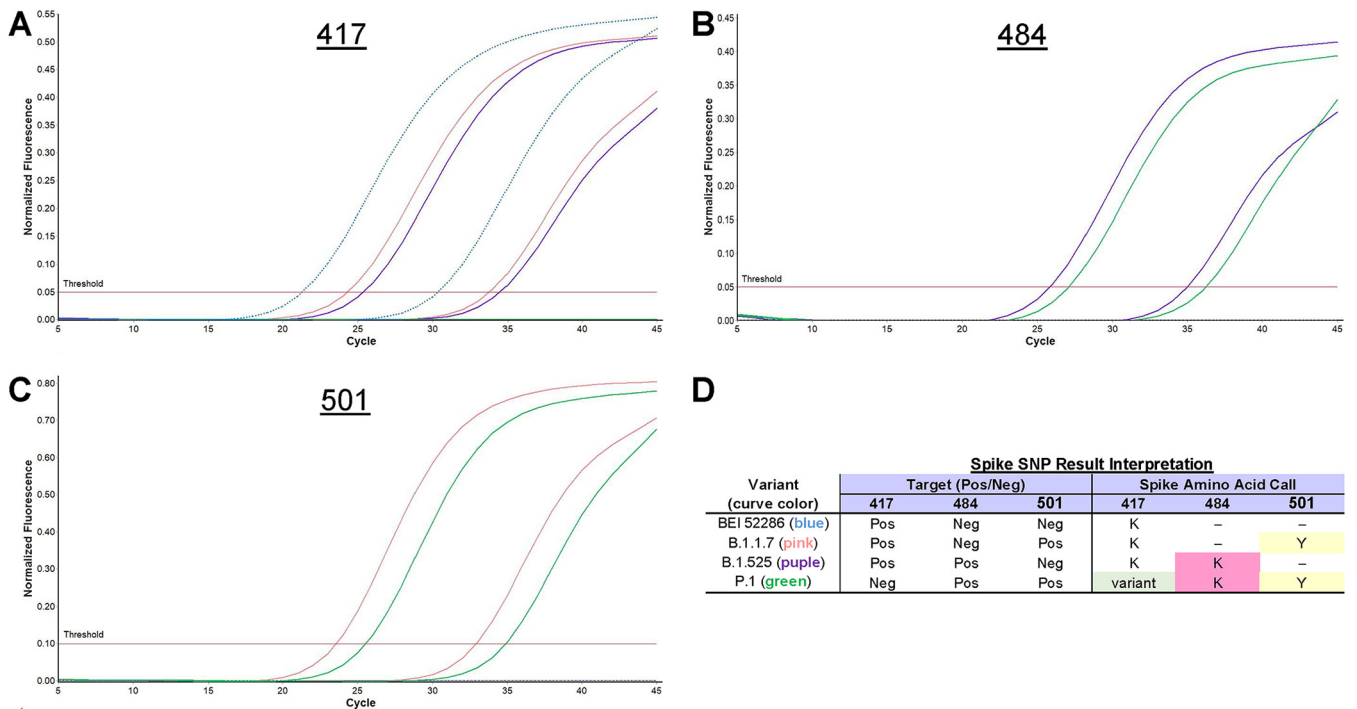 A
417
Normalized Fluorescence
0.55
0.50
0.45
0.40
0.35
0.30
0.25
0.20
0.15
0.10
0.05
0.00
Threshold
5 10 15 20 25 30 35 40 45
Cycle
B
484
Normalized Fluorescence
0.45
0.40
0.35
0.30
0.25
0.20
0.15
0.10
0.05
0.00
Threshold
5 10 15 20 25 30 35 40 45
Cycle
C
501
Normalized Fluorescence
0.80
0.70
0.60
0.50
0.40
0.30
0.20
0.10
0.00
Threshold
5 10 15 20 25 30 35 40 45
Cycle
D
Spike SNP Result Interpretation
Variant Target (Pos/Neg) Spike Amino Acid Call
(curve color) 417 484 501 417 484 501
BEI 52286 (blue) Pos Neg Neg K – –
B.1.1.7 (pink) Pos Neg Pos K – Y
B.1.525 (puple) Pos Pos Neg K K –
P.1 (green) Neg Pos Pos variant K Y